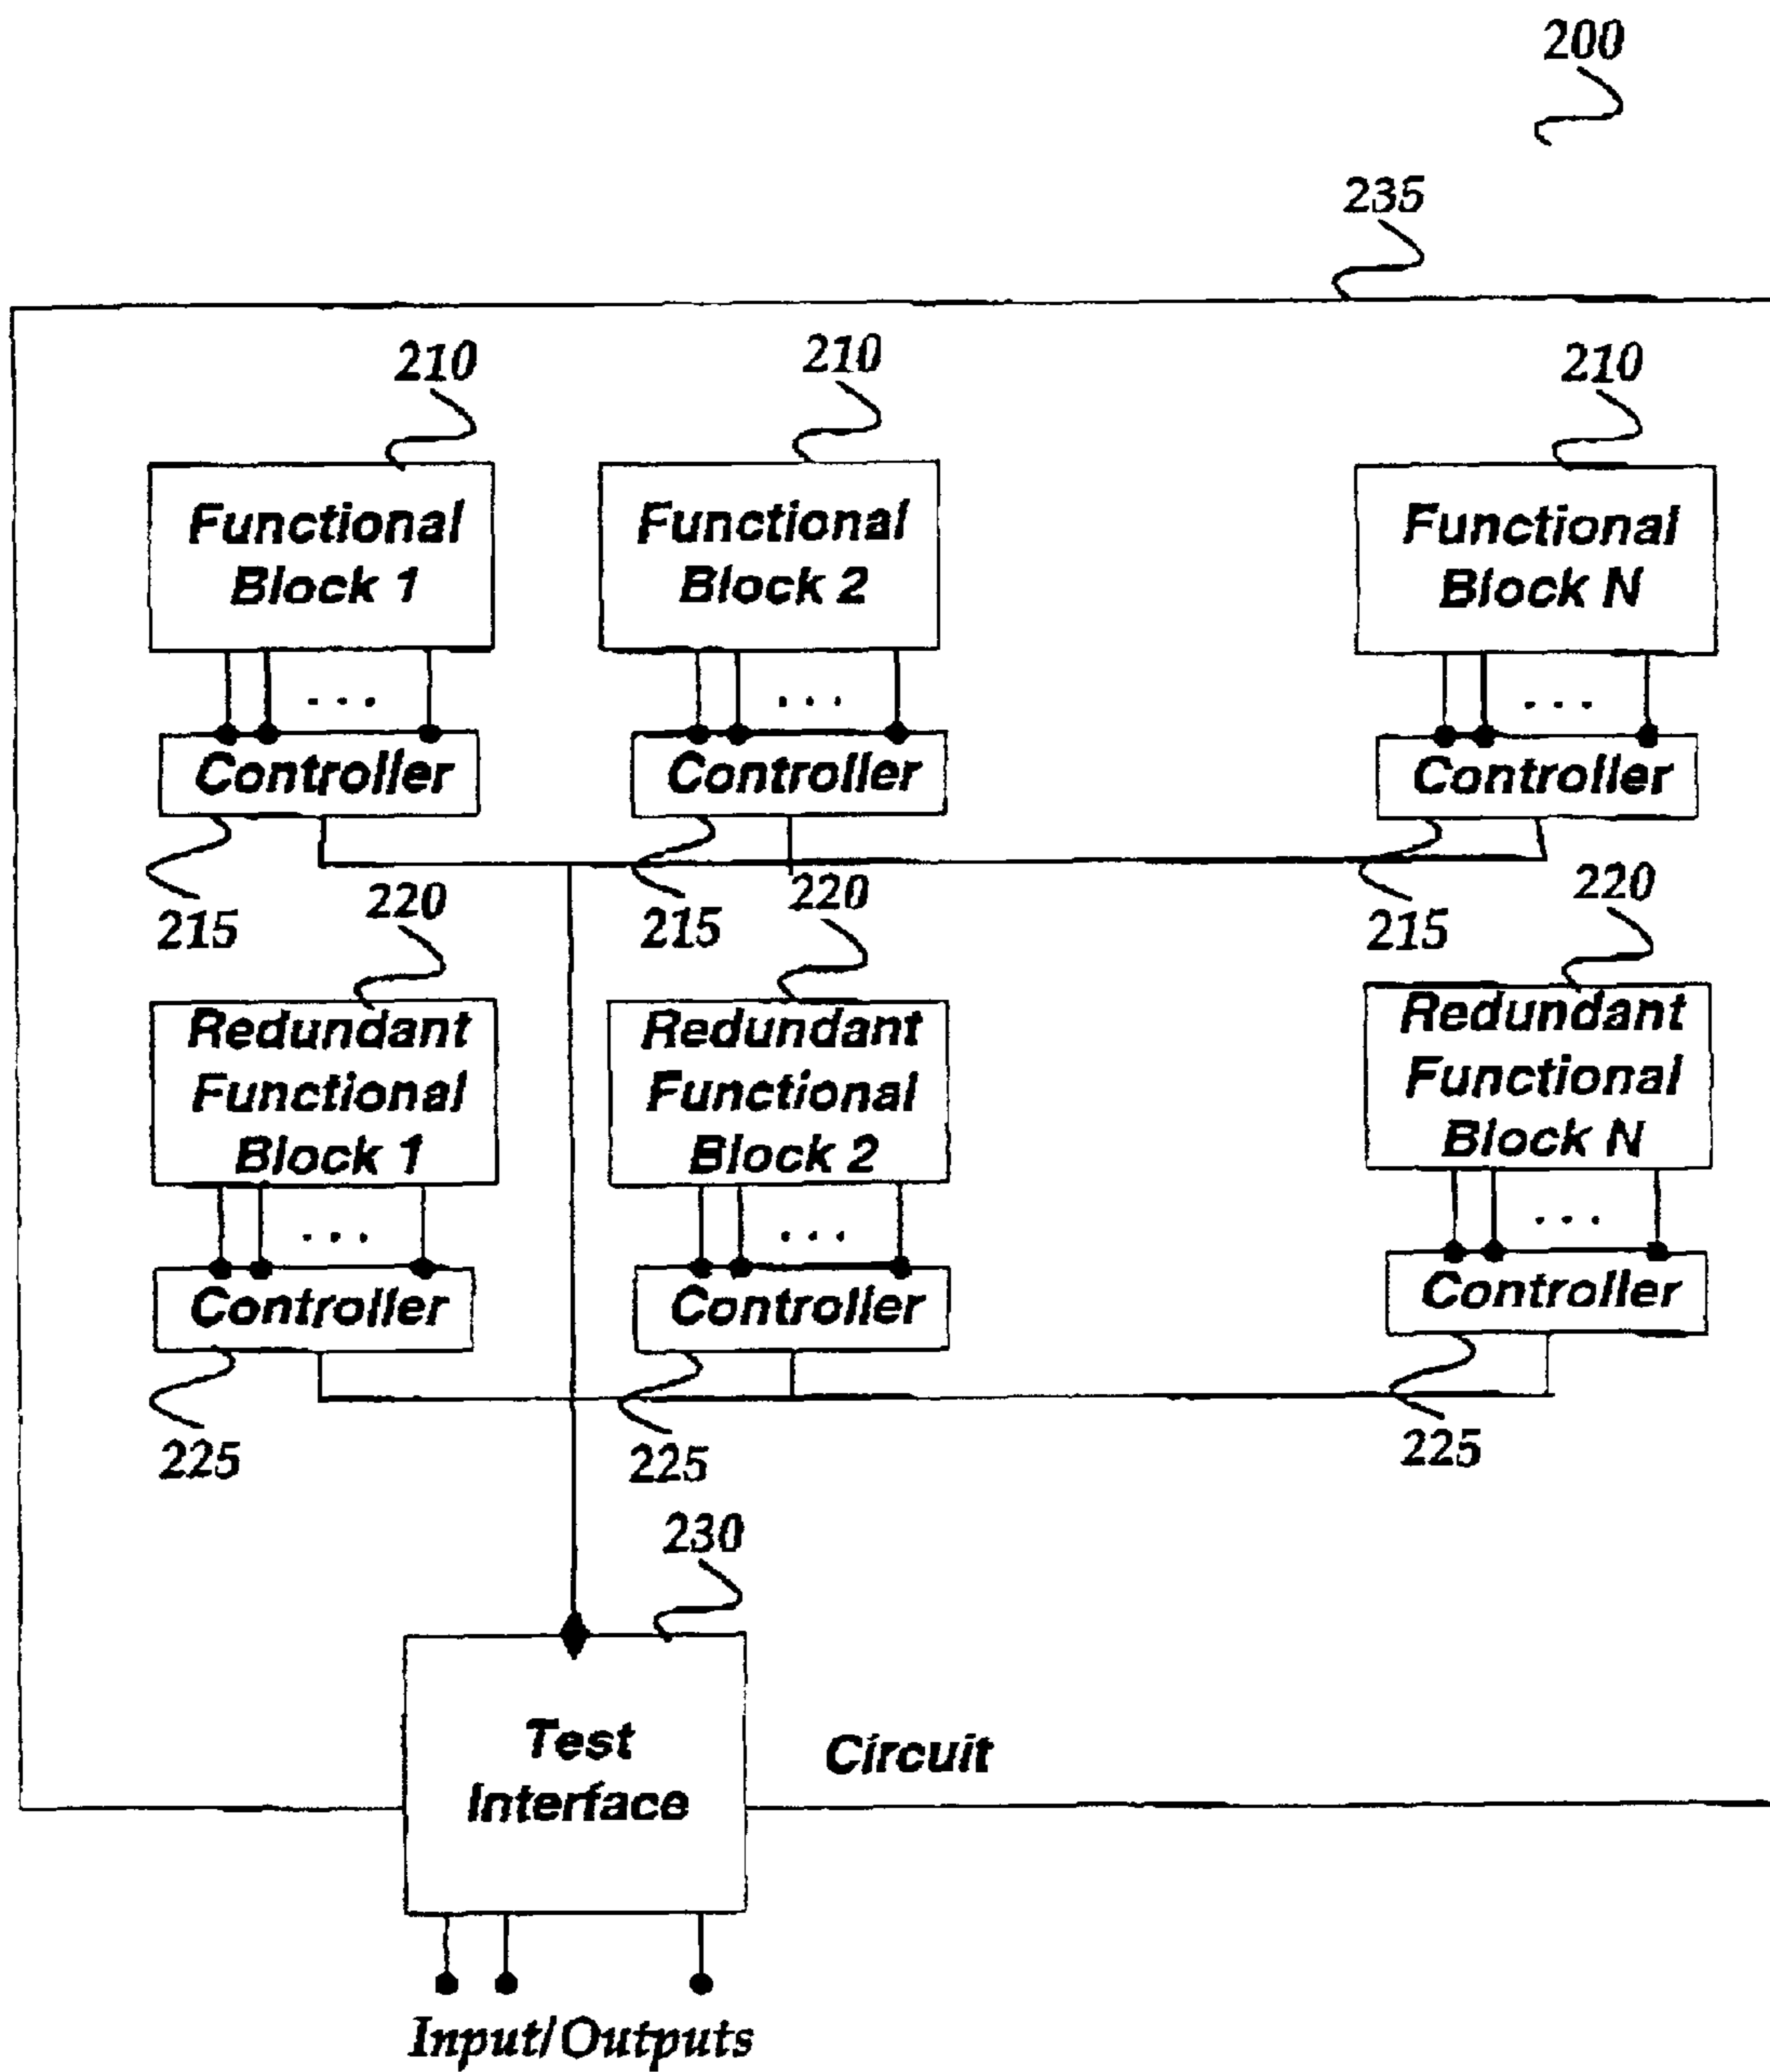 200
235
210
210
210
Functional
Block 1
Functional
Block 2
Functional
Block N
. . .
. . .
. . .
Controller
Controller
Controller
215
220
215
220
215
220
Redundant
Functional
Block 1
Redundant
Functional
Block 2
Redundant
Functional
Block N
. . .
. . .
. . .
Controller
Controller
Controller
225
225
225
230
Test
Interface
Circuit
Input/Outputs